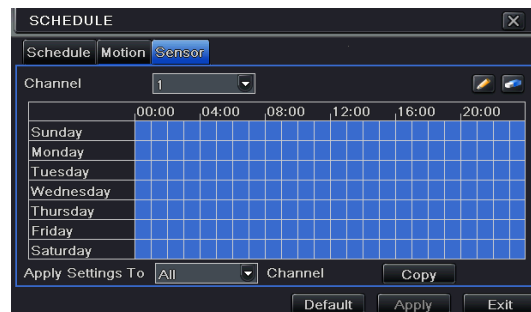 SCHEDULE
Schedule Motion Sensor
Channel 1
00:00 04:00 08:00 12:00 16:00 20:00
Sunday
Monday
Tuesday
Wednesday
Thursday
Friday
Saturday
Apply Settings To All Channel Copy
Default Apply Exit